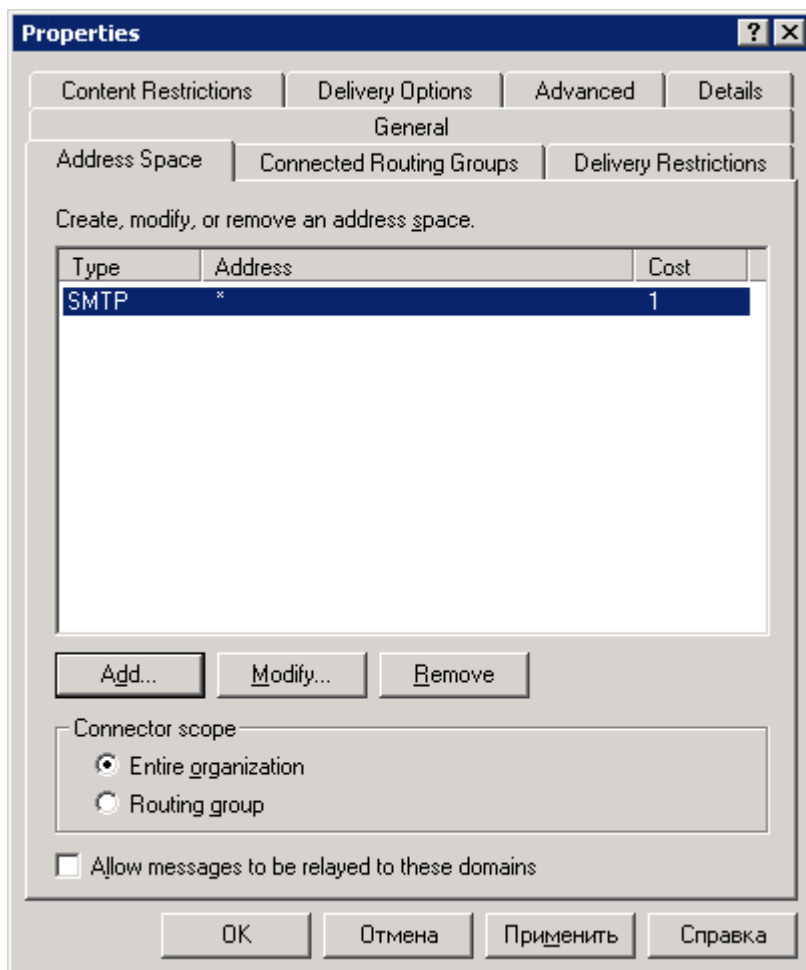 Properties
Content Restrictions Delivery Options Advanced Details
General
Address Space Connected Routing Groups Delivery Restrictions
Create, modify, or remove an address space.
Type Address Cost
SMTP * 1
Add... Modify... Remove
Connector scope
Entire organization
Routing group
Allow messages to be relayed to these domains
OK Отмена Применить Справка